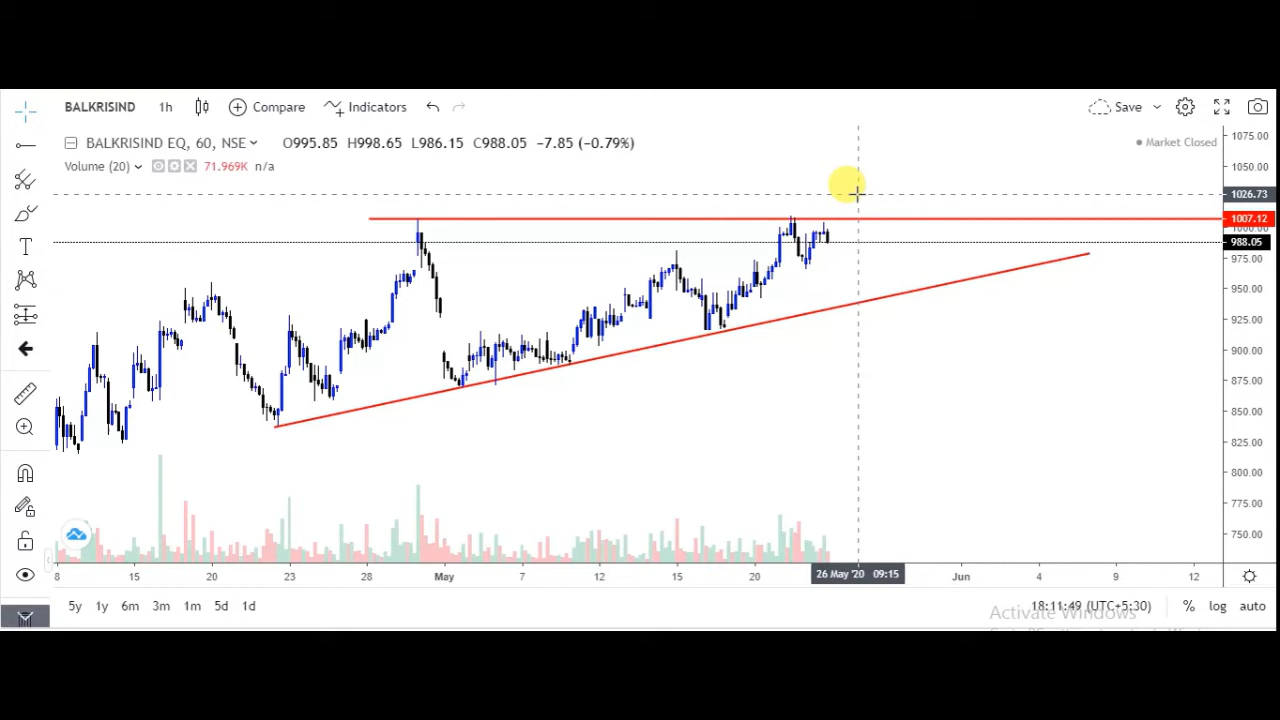 BALKRISIND 1h Compare Indicators Save
BALKRISIND EQ, 60, NSE O995.85 H998.65 L986.15 C988.05 −7.85 (−0.79%)
Market Closed
Volume (20) 71.969K n/a
1075.00
1050.00
1026.73
1007.12
1000.00
988.05
975.00
950.00
925.00
900.00
875.00
850.00
825.00
800.00
775.00
750.00
8 15 20 23 28 May 7 12 15 20 26 May '20 09:15 Jun 4 9 12
5y 1y 6m 3m 1m 5d 1d 18:11:49 (UTC+5:30) % log auto
Activate Windows